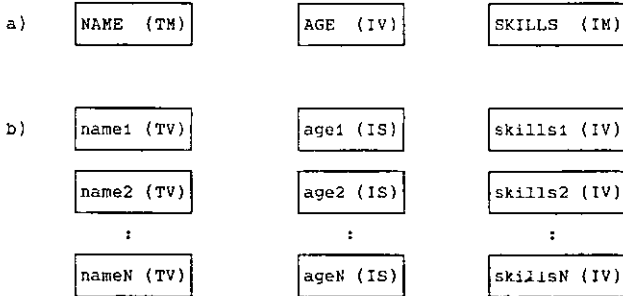 a) NAME (TM) AGE (IV) SKILLS (IM)
b) name1 (TV) age1 (IS) skills1 (IV)
name2 (TV) age2 (IS) skills2 (IV)
: : :
nameN (TV) ageN (IS) skillsN (IV)